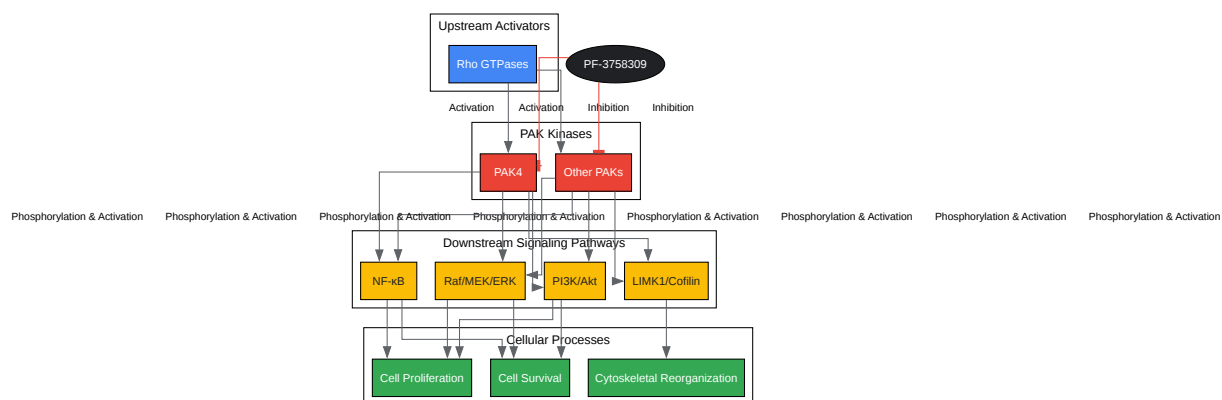 Upstream Activators
Rho GTPases
PF-3758309
Activation
Activation
Inhibition
Inhibition
PAK Kinases
PAK4
Other PAKs
Phosphorylation & Activation
Phosphorylation & Activation
Phosphorylation & Activation
Phosphorylation & Activation
Phosphorylation & Activation
Phosphorylation & Activation
Phosphorylation & Activation
Phosphorylation & Activation
Downstream Signaling Pathways
NF-κB
Raf/MEK/ERK
PI3K/Akt
LIMK1/Cofilin
Cellular Processes
Cell Proliferation
Cell Survival
Cytoskeletal Reorganization